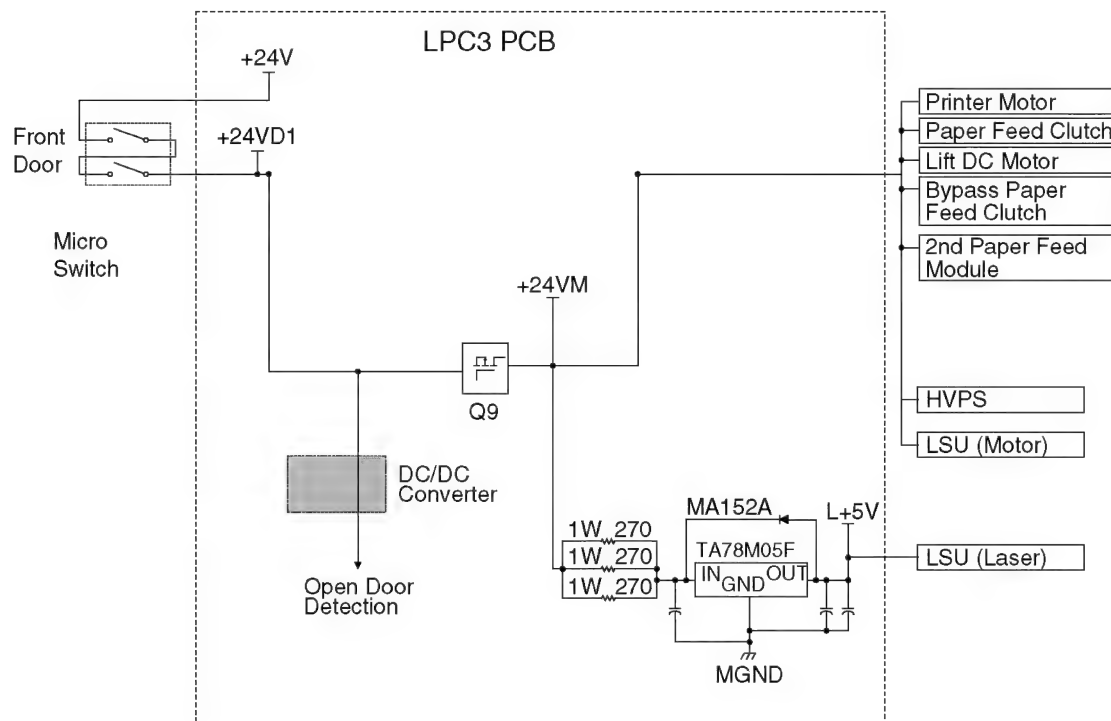 LPC3 PCB
+24V
Front
Door
+24VD1
Micro
Switch
+24VM
Q9
DC/DC
Converter
Open Door
Detection
1W 270
1W 270
1W 270
MA152A
TA78M05F
IN GND OUT
L+5V
MGND
Printer Motor
Paper Feed Clutch
Lift DC Motor
Bypass Paper
Feed Clutch
2nd Paper Feed
Module
HVPS
LSU (Motor)
LSU (Laser)